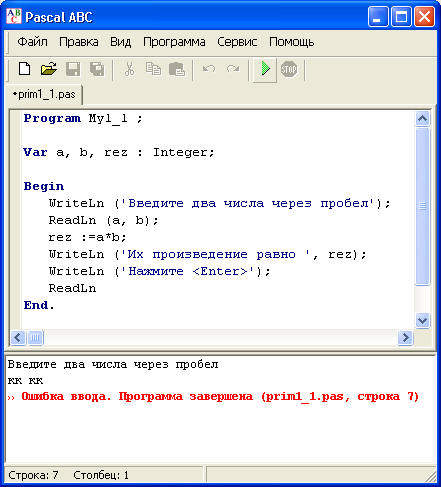 Pascal ABC
Файл Правка Вид Программа Сервис Помощь
STOP
•prim1_1.pas
Program My1_1 ;
Var a, b, rez : Integer;
Begin
WriteLn ('Введите два числа через пробел');
ReadLn (a, b);
rez :=a*b;
WriteLn ('Их произведение равно ', rez);
WriteLn ('Нажмите <Enter>');
ReadLn
End.
Введите два числа через пробел
кк кк
›› Ошибка ввода. Программа завершена (prim1_1.pas, строка 7)
Строка: 7 Столбец: 1